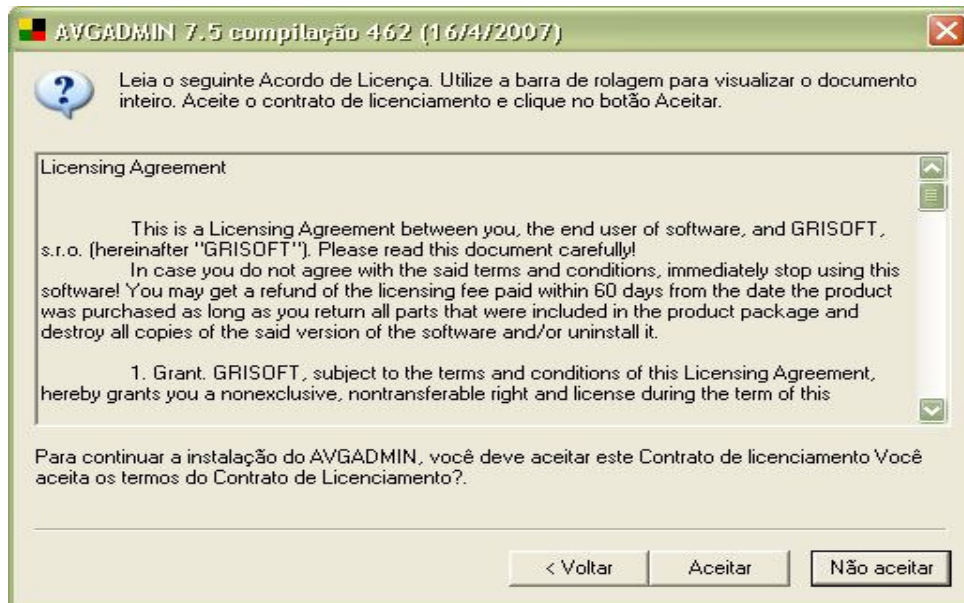 AVGADMIN 7.5 compilação 462 (16/4/2007)
Leia o seguinte Acordo de Licença. Utilize a barra de rolagem para visualizar o documento
inteiro. Aceite o contrato de licenciamento e clique no botão Aceitar.
Licensing Agreement
This is a Licensing Agreement between you, the end user of software, and GRISOFT,
s.r.o. (hereinafter "GRISOFT"). Please read this document carefully!
In case you do not agree with the said terms and conditions, immediately stop using this
software! You may get a refund of the licensing fee paid within 60 days from the date the product
was purchased as long as you return all parts that were included in the product package and
destroy all copies of the said version of the software and/or uninstall it.
1. Grant. GRISOFT, subject to the terms and conditions of this Licensing Agreement,
hereby grants you a nonexclusive, nontransferable right and license during the term of this
Para continuar a instalação do AVGADMIN, você deve aceitar este Contrato de licenciamento Você
aceita os termos do Contrato de Licenciamento?.
< Voltar
Aceitar
Não aceitar